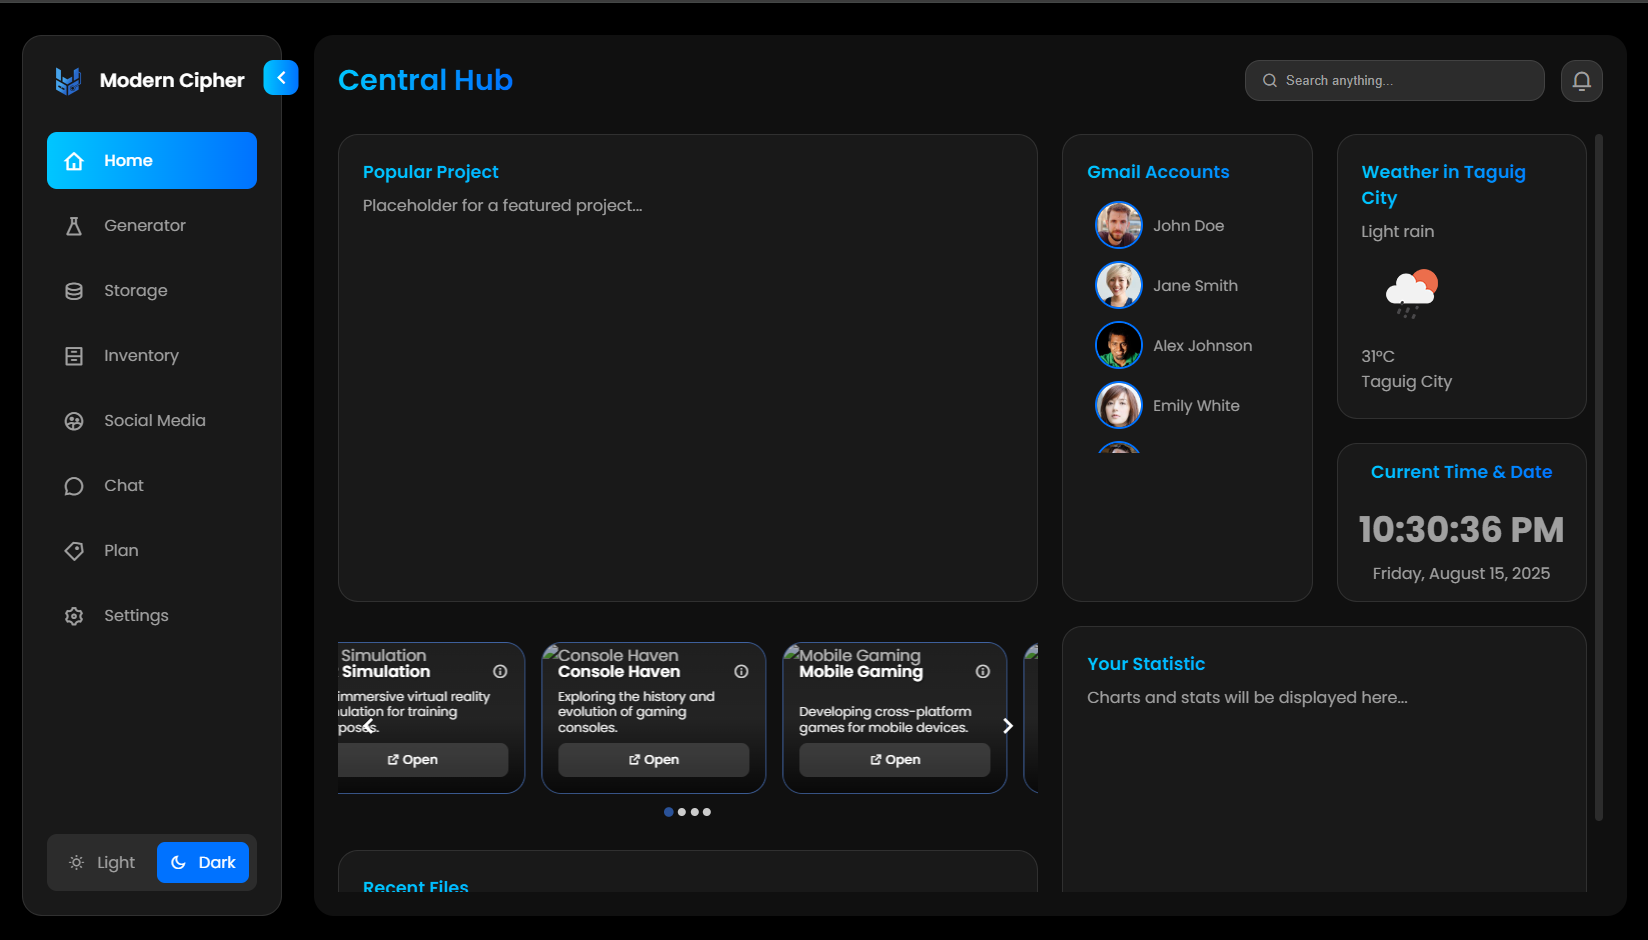 Modern Cipher
Home
Generator
Storage
Inventory
Social Media
Chat
Plan
Settings
Light
Dark
Central Hub
Search anything...
Popular Project
Placeholder for a featured project...
Gmail Accounts
John Doe
Jane Smith
Alex Johnson
Emily White
Weather in Taguig
City
Light rain
31°C
Taguig City
Current Time & Date
10:30:36 PM
Friday, August 15, 2025
Simulation
Simulation
immersive virtual reality
ulation for training
poses.
Open
Console Haven
Console Haven
Exploring the history and
evolution of gaming
consoles.
Open
Mobile Gaming
Mobile Gaming
Developing cross-platform
games for mobile devices.
Open
Your Statistic
Charts and stats will be displayed here...
Recent Files